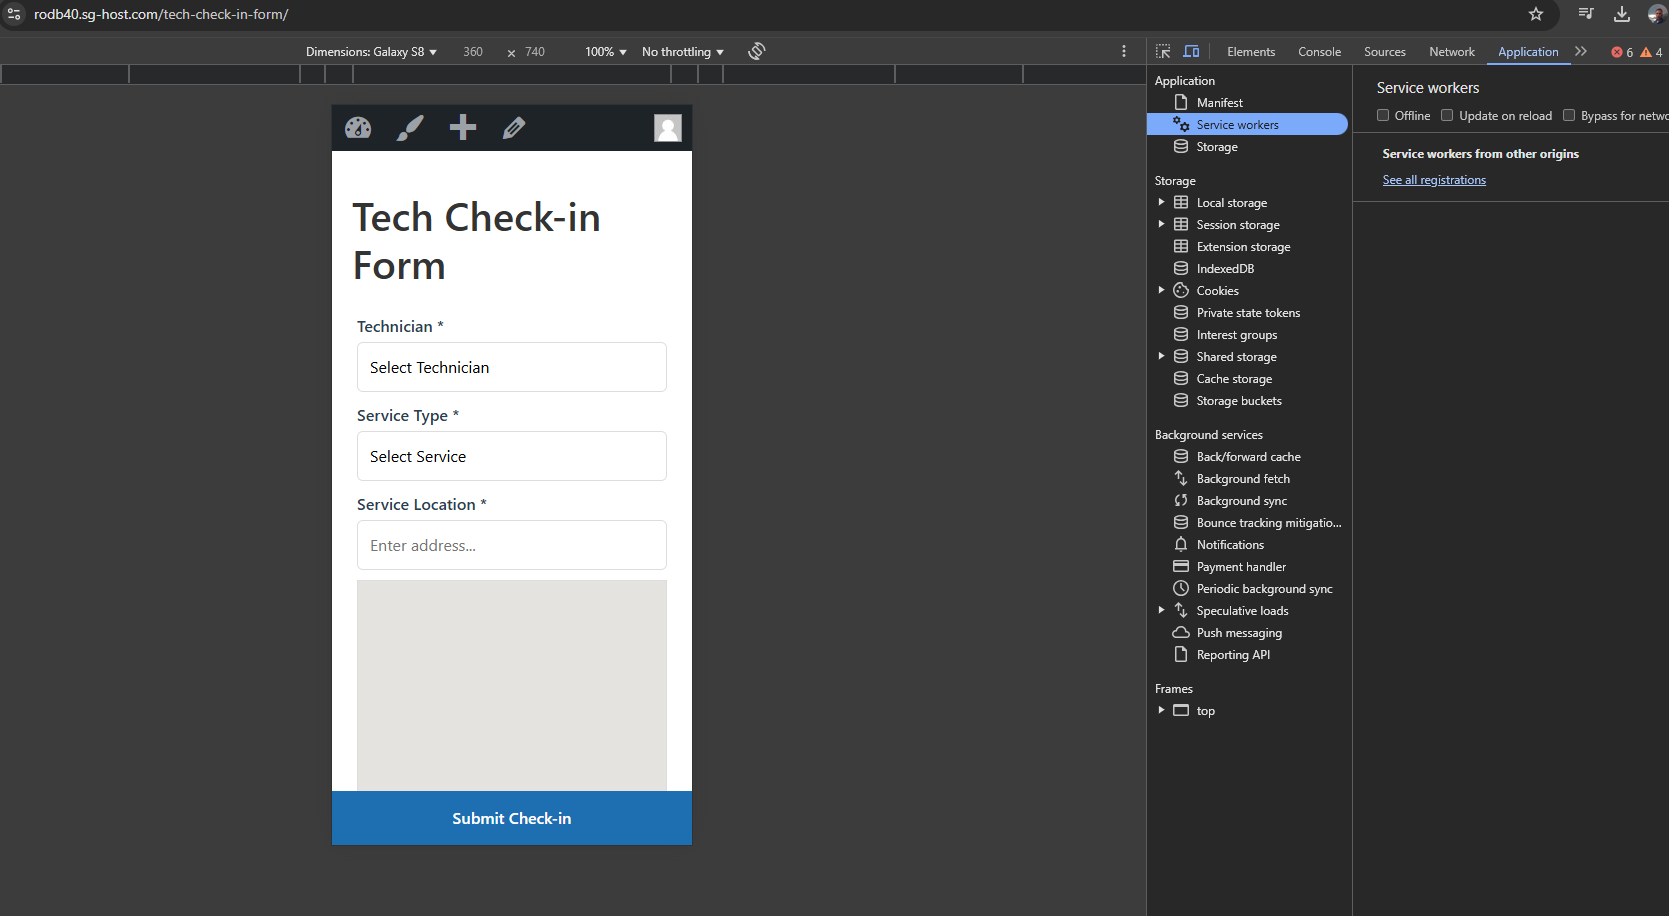 rodb40.sg-host.com/tech-check-in-form/
Dimensions: Galaxy S8 360 × 740 100% No throttling
Elements Console Sources Network Application 6 4
Tech Check-in
Form
Technician *
Select Technician
Service Type *
Select Service
Service Location *
Enter address...
Submit Check-in
Application
Manifest
Service workers
Storage
Storage
Local storage
Session storage
Extension storage
IndexedDB
Cookies
Private state tokens
Interest groups
Shared storage
Cache storage
Storage buckets
Background services
Back/forward cache
Background fetch
Background sync
Bounce tracking mitigatio...
Notifications
Payment handler
Periodic background sync
Speculative loads
Push messaging
Reporting API
Frames
top
Service workers
Offline Update on reload Bypass for netwo
Service workers from other origins
See all registrations